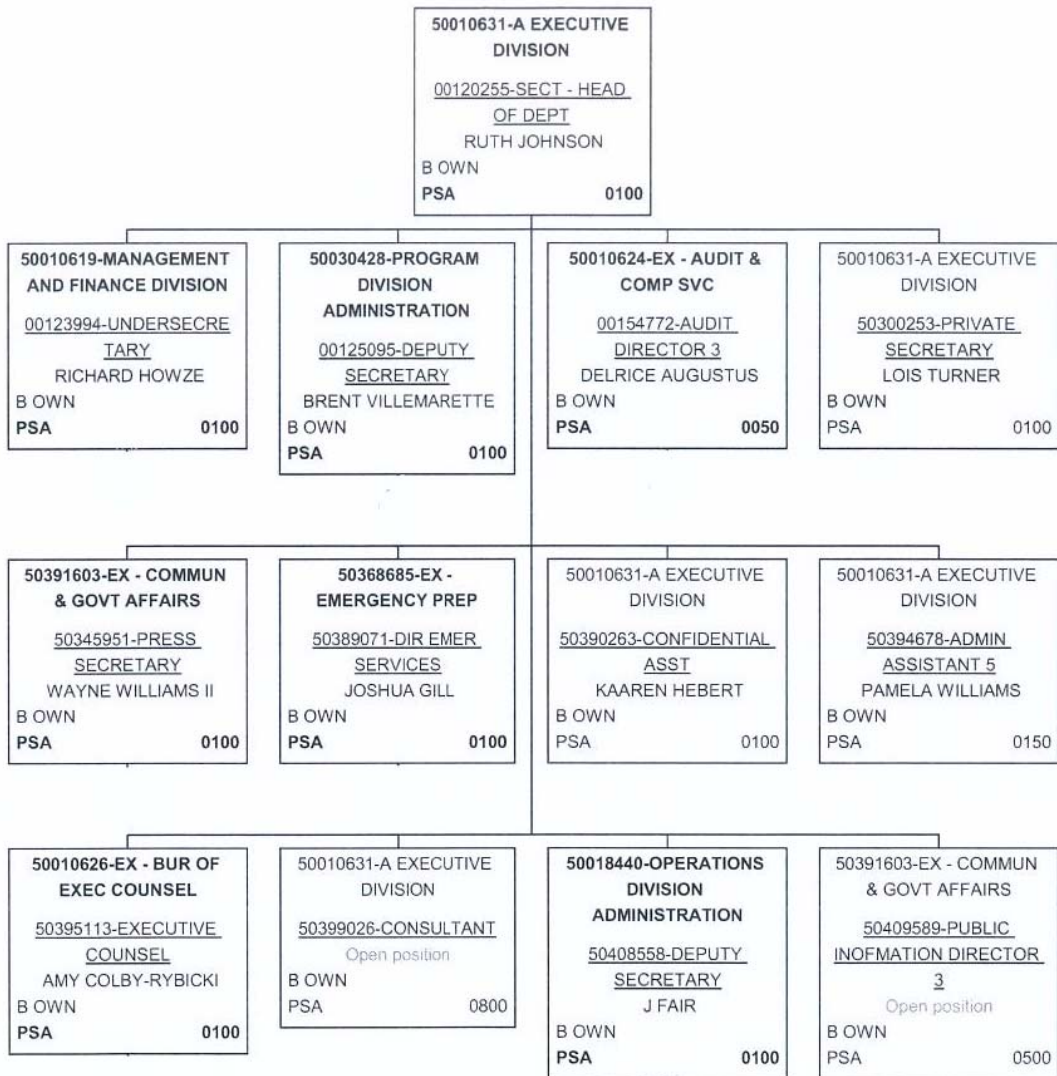 50010631-A EXECUTIVE
DIVISION
00120255-SECT - HEAD
OF DEPT
RUTH JOHNSON
B OWN
PSA 0100
50010619-MANAGEMENT
AND FINANCE DIVISION
00123994-UNDERSECRE
TARY
RICHARD HOWZE
B OWN
PSA 0100
50030428-PROGRAM
DIVISION
ADMINISTRATION
00125095-DEPUTY
SECRETARY
BRENT VILLEMARETTE
B OWN
PSA 0100
50010624-EX - AUDIT &
COMP SVC
00154772-AUDIT
DIRECTOR 3
DELRICE AUGUSTUS
B OWN
PSA 0050
50010631-A EXECUTIVE
DIVISION
50300253-PRIVATE
SECRETARY
LOIS TURNER
B OWN
PSA 0100
50391603-EX - COMMUN
& GOVT AFFAIRS
50345951-PRESS
SECRETARY
WAYNE WILLIAMS II
B OWN
PSA 0100
50368685-EX -
EMERGENCY PREP
50389071-DIR EMER
SERVICES
JOSHUA GILL
B OWN
PSA 0100
50010631-A EXECUTIVE
DIVISION
50390263-CONFIDENTIAL
ASST
KAAREN HEBERT
B OWN
PSA 0100
50010631-A EXECUTIVE
DIVISION
50394678-ADMIN
ASSISTANT 5
PAMELA WILLIAMS
B OWN
PSA 0150
50010626-EX - BUR OF
EXEC COUNSEL
50395113-EXECUTIVE
COUNSEL
AMY COLBY-RYBICKI
B OWN
PSA 0100
50010631-A EXECUTIVE
DIVISION
50399026-CONSULTANT
Open position
B OWN
PSA 0800
50018440-OPERATIONS
DIVISION
ADMINISTRATION
50408558-DEPUTY
SECRETARY
J FAIR
B OWN
PSA 0100
50391603-EX - COMMUN
& GOVT AFFAIRS
50409589-PUBLIC
INOFMATION DIRECTOR
3
Open position
B OWN
PSA 0500